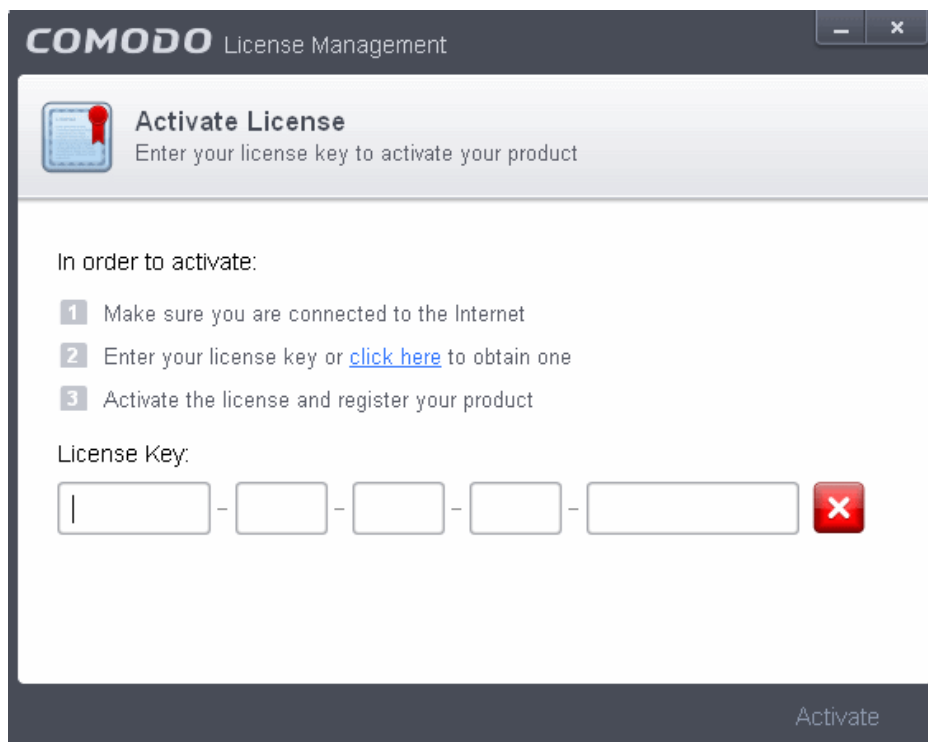 COMODO License Management
Activate License
Enter your license key to activate your product
In order to activate:
1 Make sure you are connected to the Internet
2 Enter your license key or click here to obtain one
3 Activate the license and register your product
License Key:
- - - -
Activate